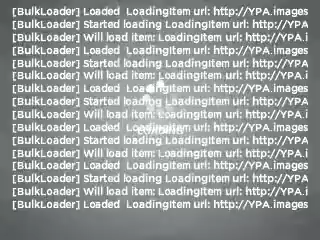 [BulkLoader] Loaded LoadingItem url: http://YPA.images
[BulkLoader] Started loading LoadingItem url: http://YPA
[BulkLoader] Will load item: LoadingItem url: http://YPA.i
[BulkLoader] Loaded LoadingItem url: http://YPA.images
[BulkLoader] Started loading LoadingItem url: http://YPA
[BulkLoader] Will load item: LoadingItem url: http://YPA.i
[BulkLoader] Loaded LoadingItem url: http://YPA.images
[BulkLoader] Started loading LoadingItem url: http://YPA
[BulkLoader] Will load item: LoadingItem url: http://YPA.i
[BulkLoader] Loaded LoadingItem url: http://YPA.images
[BulkLoader] Started loading LoadingItem url: http://YPA
[BulkLoader] Will load item: LoadingItem url: http://YPA.i
[BulkLoader] Loaded LoadingItem url: http://YPA.images
[BulkLoader] Started loading LoadingItem url: http://YPA
[BulkLoader] Will load item: LoadingItem url: http://YPA.i
[BulkLoader] Loaded LoadingItem url: http://YPA.images